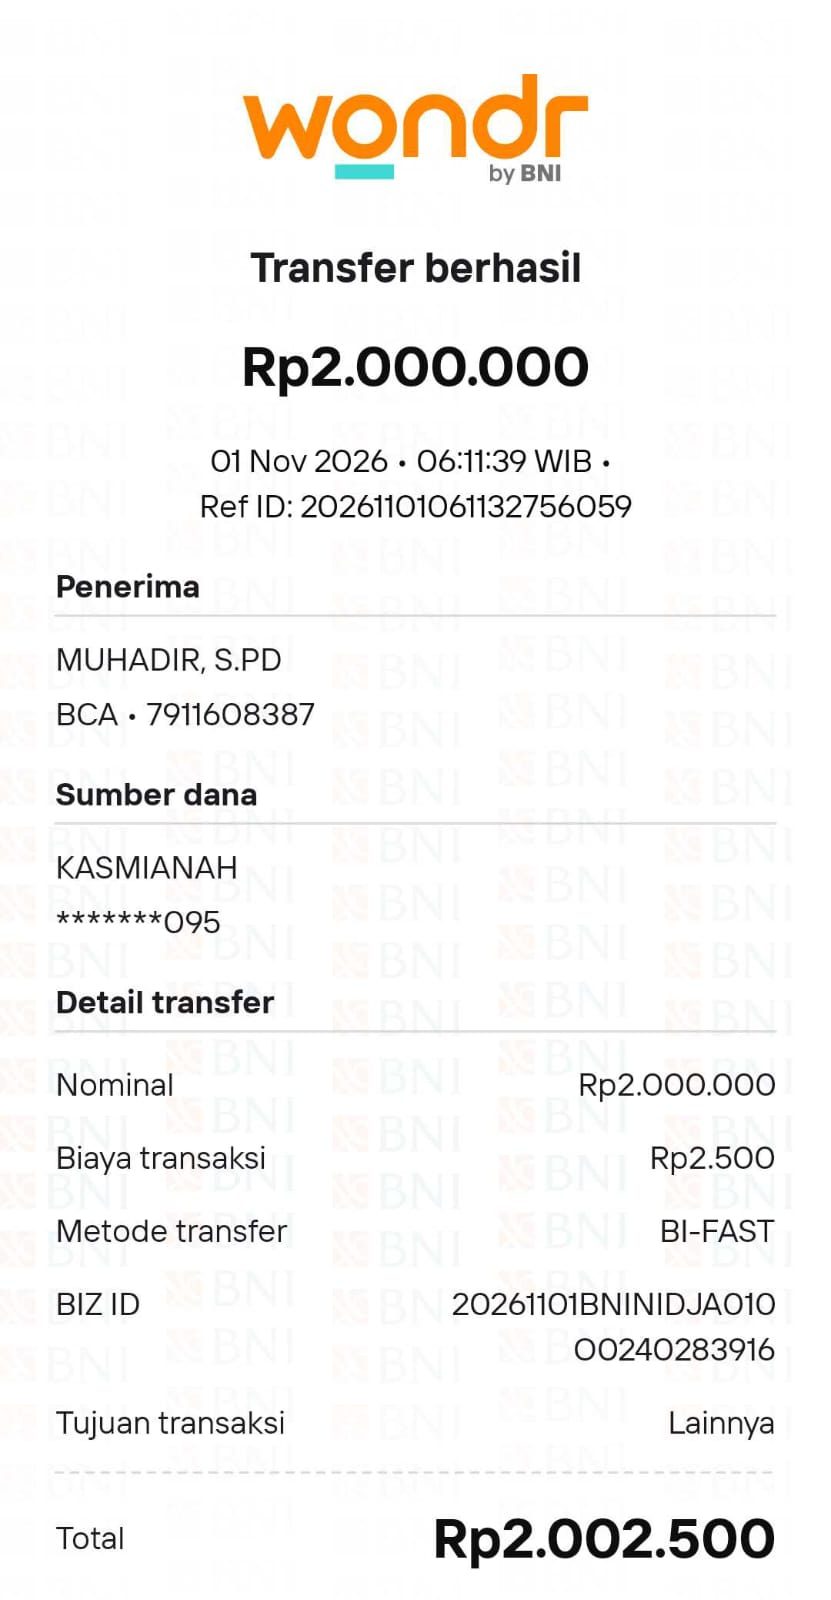 wondr
by BNI
Transfer berhasil
Rp2.000.000
01 Nov 2026 • 06:11:39 WIB •
Ref ID: 20261101061132756059
Penerima
MUHADIR, S.PD
BCA • 7911608387
Sumber dana
KASMIANAH
*******095
Detail transfer
Nominal Rp2.000.000
Biaya transaksi Rp2.500
Metode transfer BI-FAST
BIZ ID 20261101BNINIDJA010
O0240283916
Tujuan transaksi Lainnya
Total Rp2.002.500